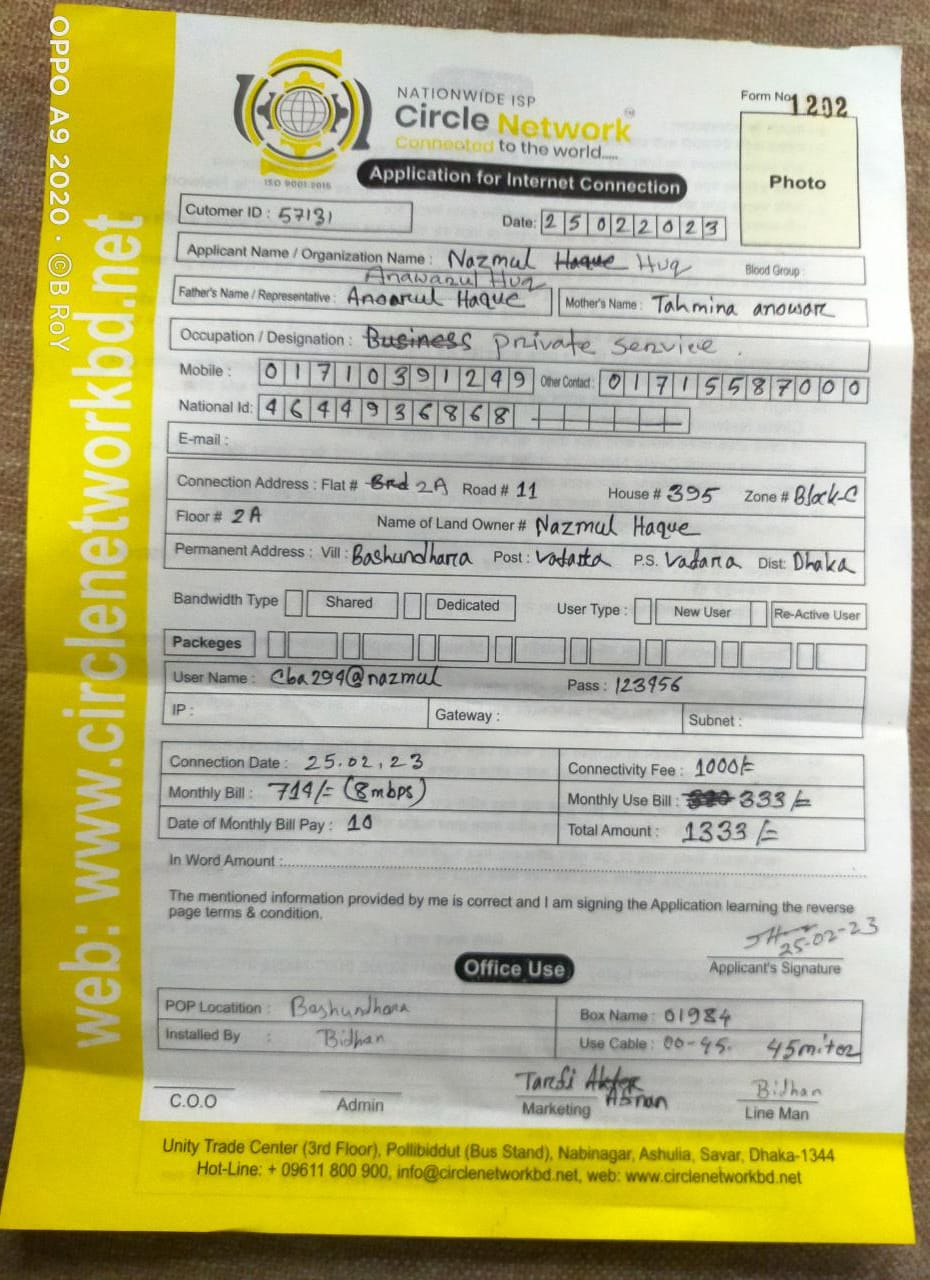 OPPO A9 2020 · ©B RoY
web: www.circlenetworkbd.net
NATIONWIDE ISP
Circle Network™
Connected to the world.....
ISO 9001:2015
Form No 1202
Photo
Application for Internet Connection
Cutomer ID : 57131
Date: 25022023
Applicant Name / Organization Name : Nazmul Haque Huq
Blood Group :
Anawarul Huq
Father's Name / Representative : Anoarul Haque
Mother's Name : Tahmina anowar
Occupation / Designation : Business private service .
Mobile : 01710391249 Other Contact : 01715587000
National Id: 4644936868
E-mail :
Connection Address : Flat # 3rd 2A Road # 11 House # 395 Zone # Block-C
Floor # 2A Name of Land Owner # Nazmul Haque
Permanent Address : Vill : Bashundhara Post : Vadasta P.S. Vadara Dist: Dhaka
Bandwidth Type Shared Dedicated User Type : New User Re-Active User
Packeges
User Name : Cba294@nazmul Pass : 123456
IP : Gateway : Subnet :
Connection Date : 25.02.23 Connectivity Fee : 1000/=
Monthly Bill : 714/= (8mbps) Monthly Use Bill : 333/=
Date of Monthly Bill Pay : 10 Total Amount : 1333/=
In Word Amount :
The mentioned information provided by me is correct and I am signing the Application learning the reverse
page terms & condition.
25-02-23
Applicant's Signature
Office Use
POP Locatition : Bashundhara Box Name : 01984
Installed By : Bidhan Use Cable : 00-45. 45mitor
C.O.O
Admin
Marketing
Bidhan
Line Man
Unity Trade Center (3rd Floor), Pollibiddut (Bus Stand), Nabinagar, Ashulia, Savar, Dhaka-1344
Hot-Line: + 09611 800 900, info@circlenetworkbd.net, web: www.circlenetworkbd.net